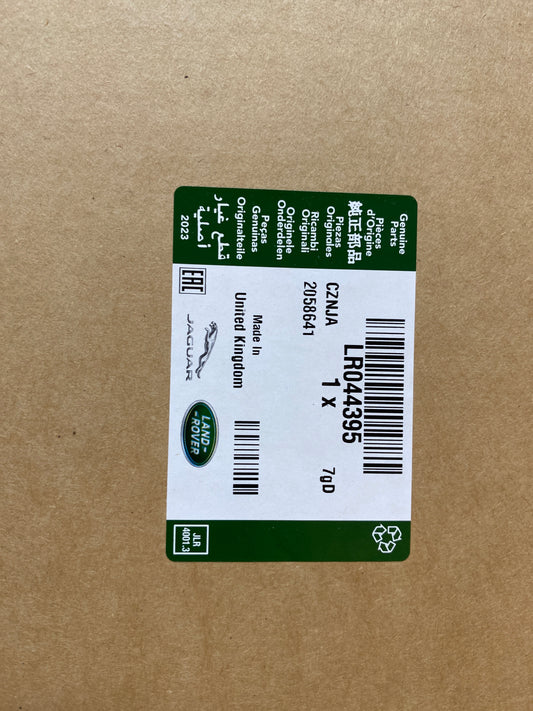 Genuine
Parts
Pièces
d'Origine
純正部品
Piezas
Originales
Ricambi
Originali
Originele
Onderdelen
Peças
Genuinas
Originalteile
قطع غيار
أصلية
2023
LR044395
1 X
CZNJA
2058641
7gD
Made In
United Kingdom
EAC
JAGUAR
LAND-
-ROVER
JLR
4001.3